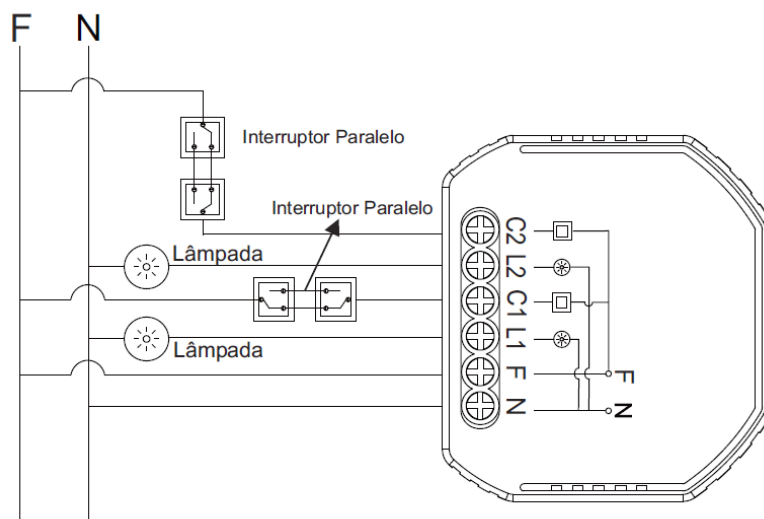 F N
Interruptor Paralelo
Interruptor Paralelo
Lâmpada
Lâmpada
C2
L2
C1
L1
F
N
F
N